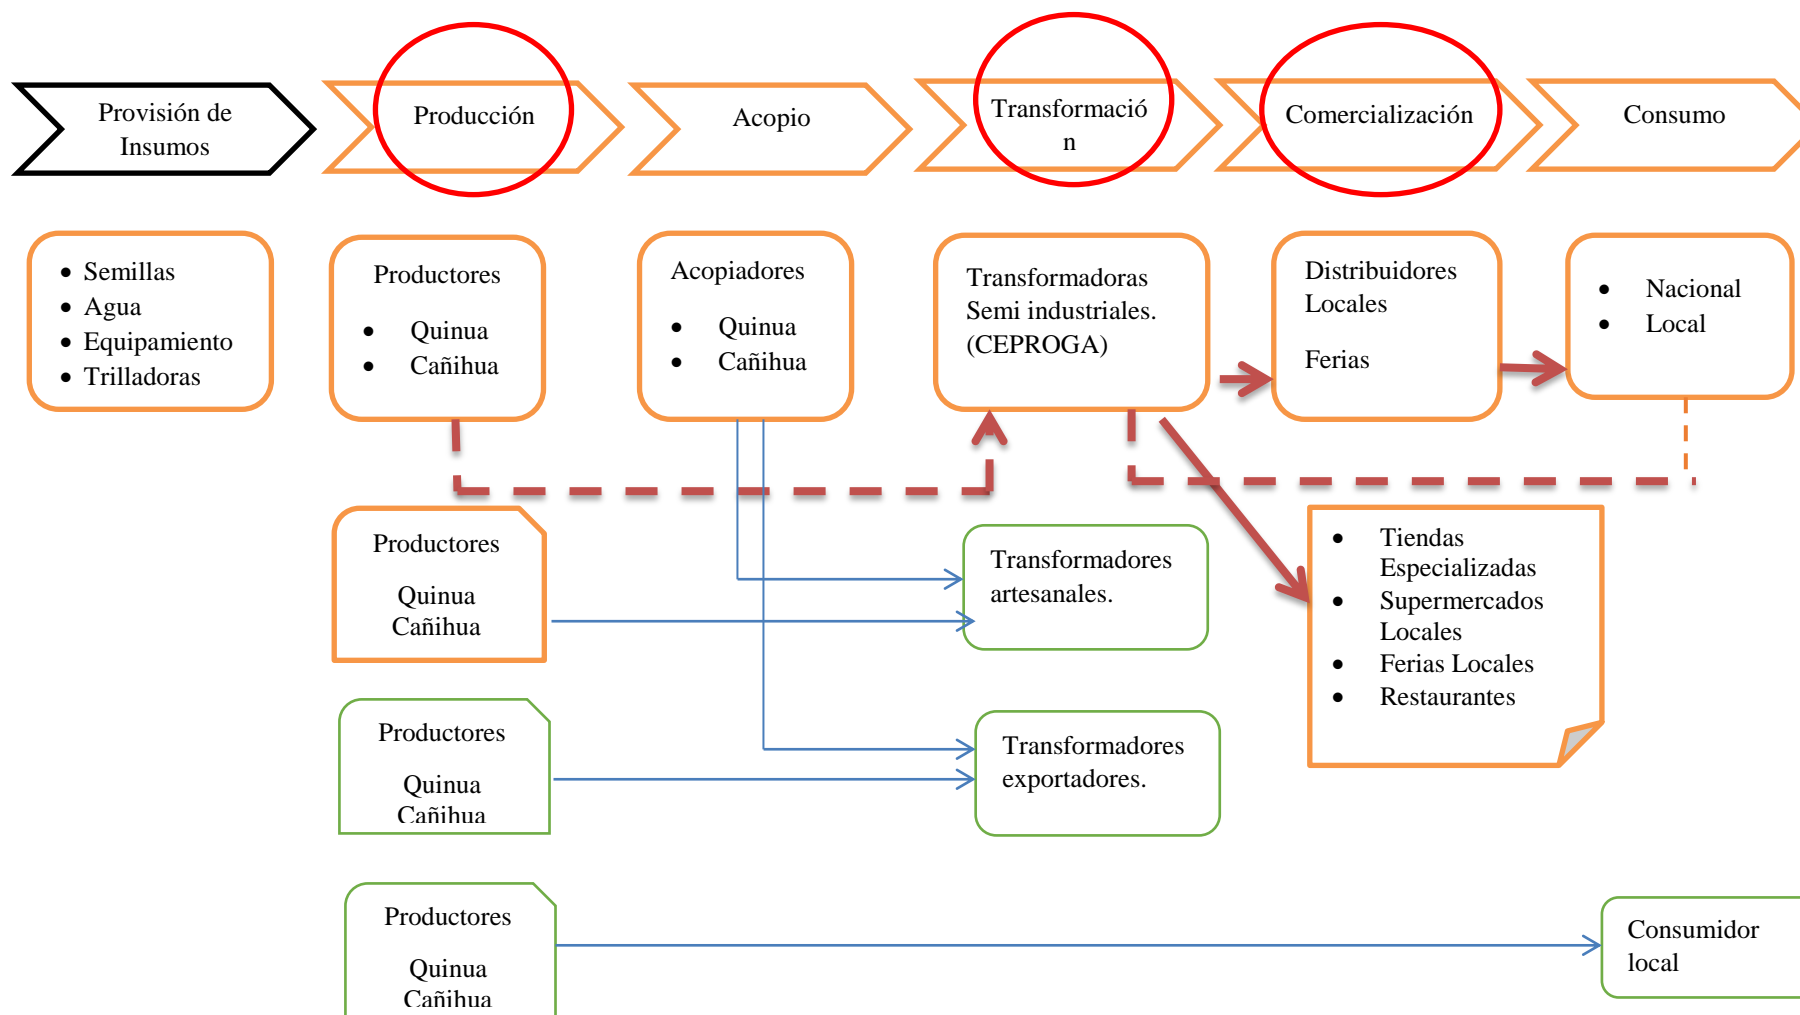 Provisión de
Insumos
Producción
Acopio
Transformació
n
Comercialización
Consumo
• Semillas
• Agua
• Equipamiento
• Trilladoras
Productores
• Quinua
• Cañihua
Acopiadores
• Quinua
• Cañihua
Transformadoras
Semi industriales.
(CEPROGA)
Distribuidores
Locales
Ferias
• Nacional
• Local
Productores
Quinua
Cañihua
Transformadores
artesanales.
• Tiendas
Especializadas
• Supermercados
Locales
• Ferias Locales
• Restaurantes
Productores
Quinua
Cañihua
Transformadores
exportadores.
Productores
Quinua
Cañihua
Consumidor
local